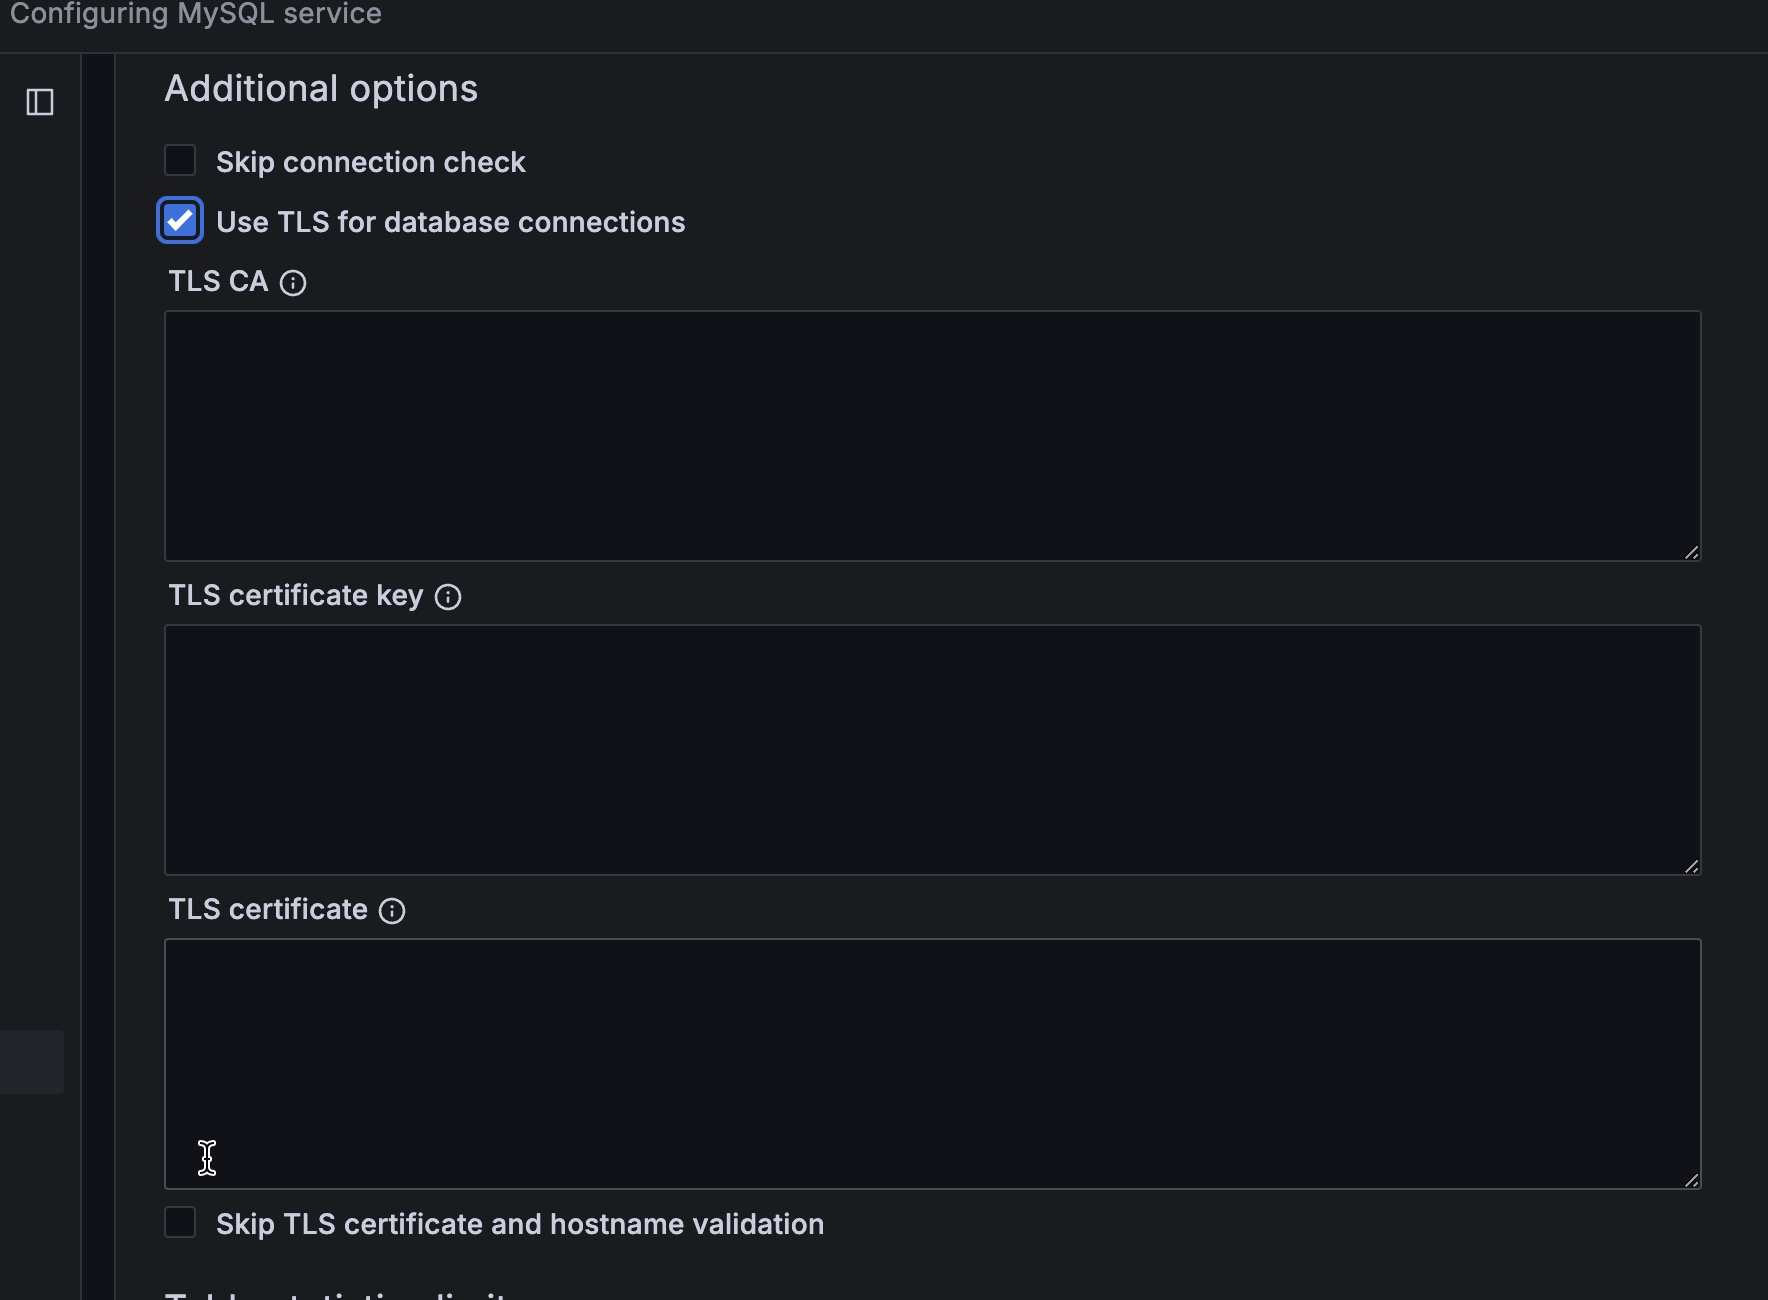 Configuring MySQL service
Additional options
Skip connection check
Use TLS for database connections
TLS CA
TLS certificate key
TLS certificate
Skip TLS certificate and hostname validation